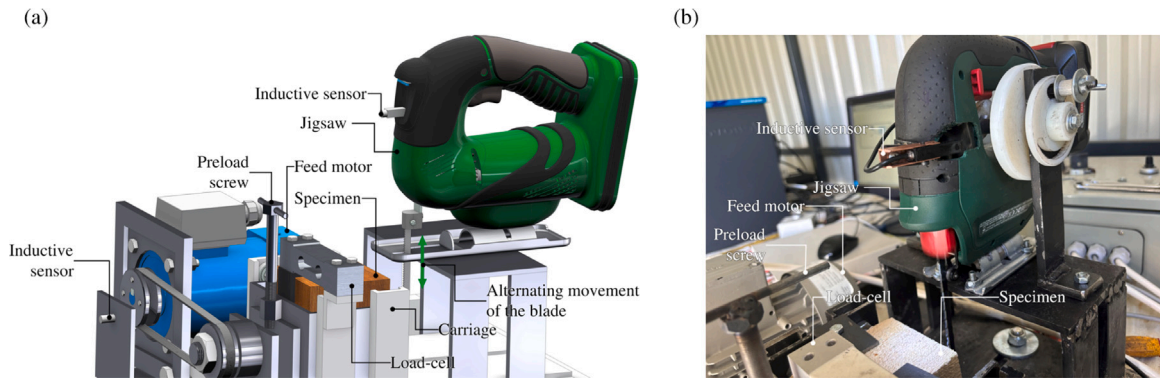 (a)
Inductive sensor
Jigsaw
Preload
screw
Feed motor
Specimen
Inductive
sensor
Alternating movement
of the blade
Carriage
Load-cell
(b)
Inductive sensor
Jigsaw
Feed motor
Preload
screw
Load-cell
Specimen